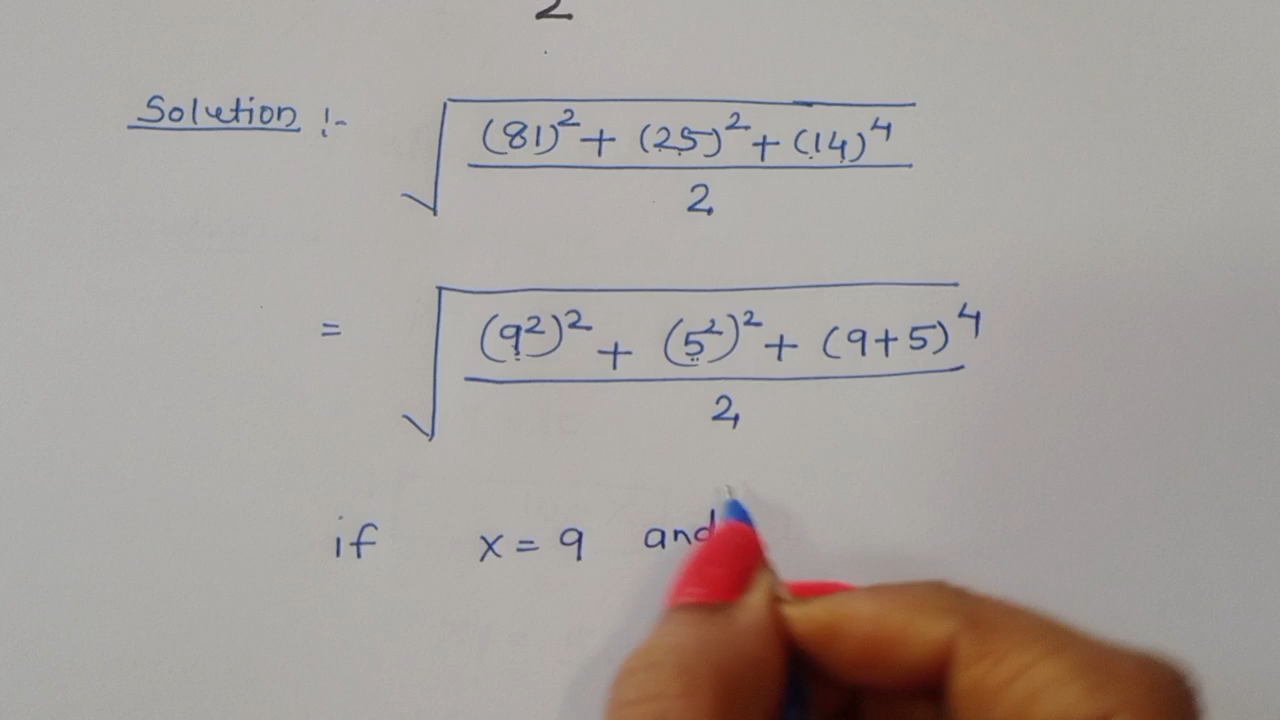 2
Solution :- √((81)² + (25)² + (14)⁴ / 2)
= √((9²)² + (5²)² + (9+5)⁴ / 2)
if x = 9 and